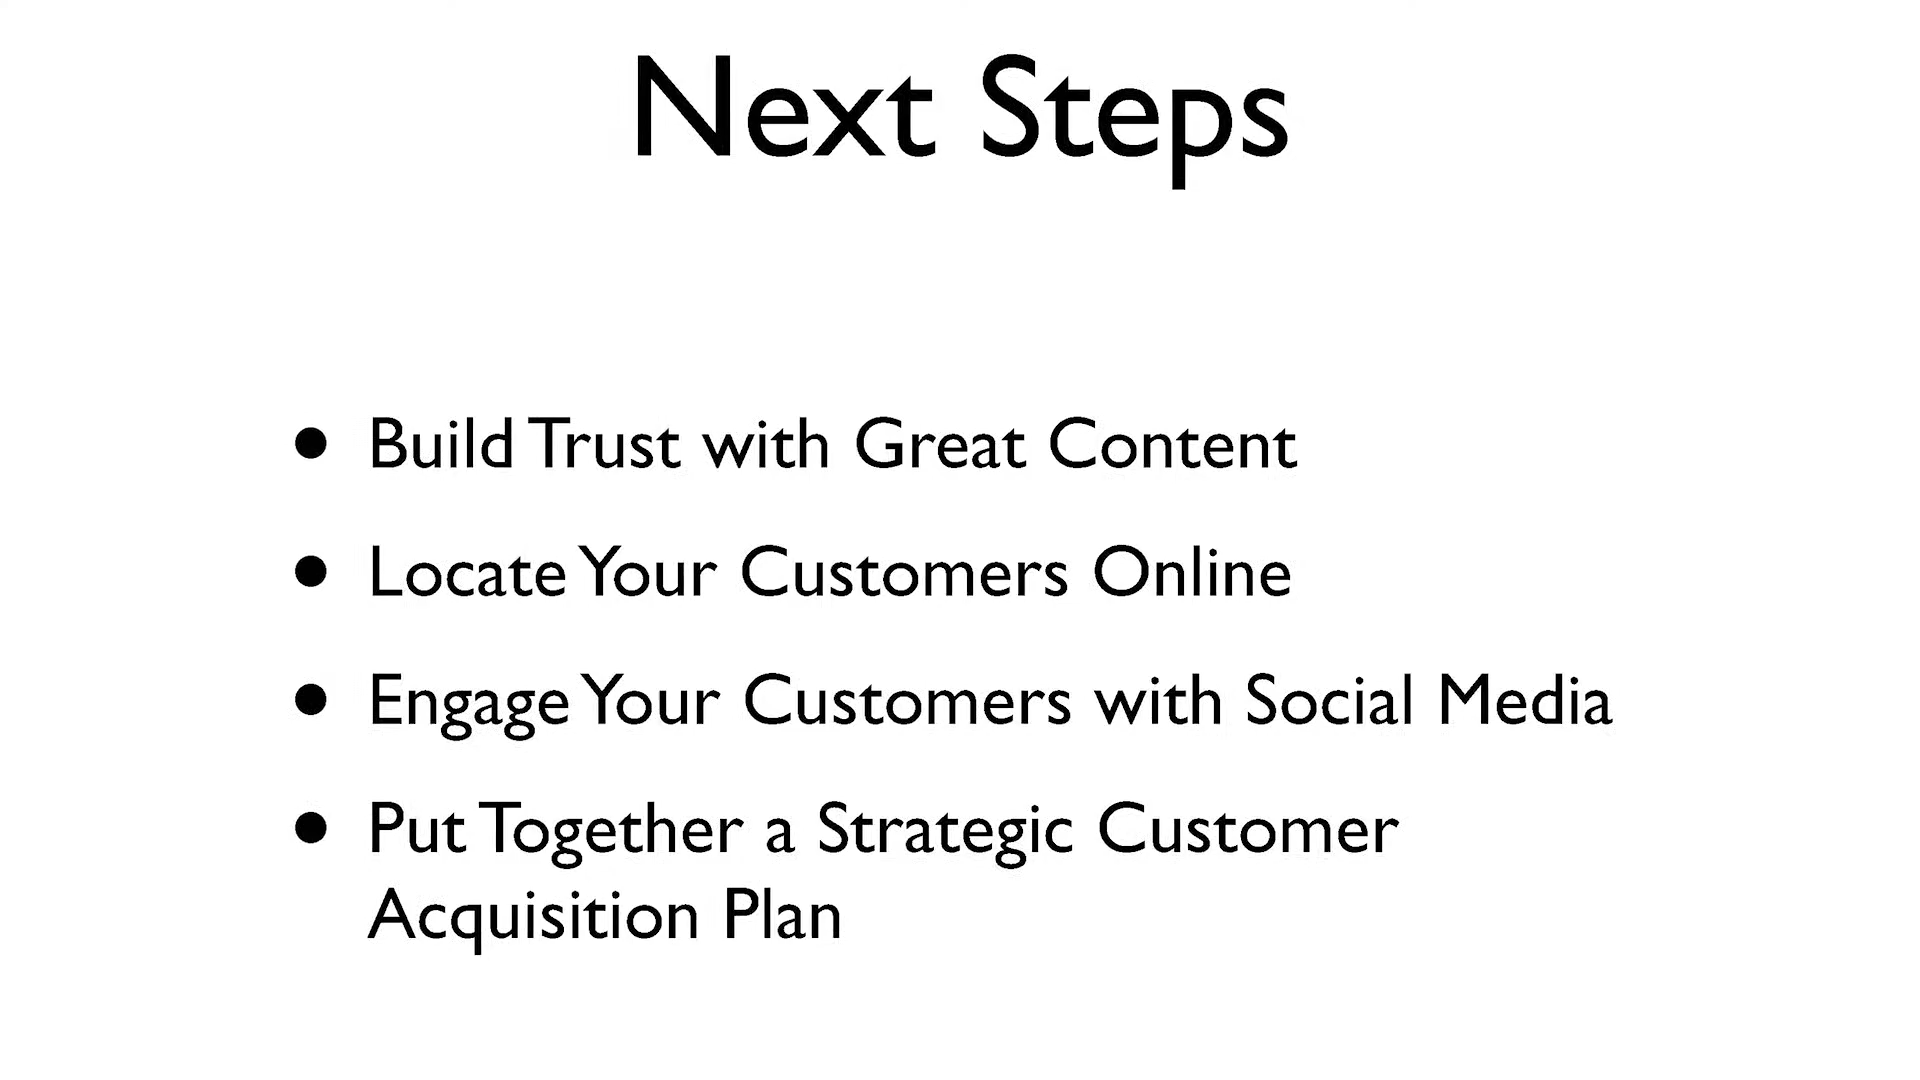 Next Steps
• Build Trust with Great Content
• Locate Your Customers Online
• Engage Your Customers with Social Media
• Put Together a Strategic Customer
Acquisition Plan